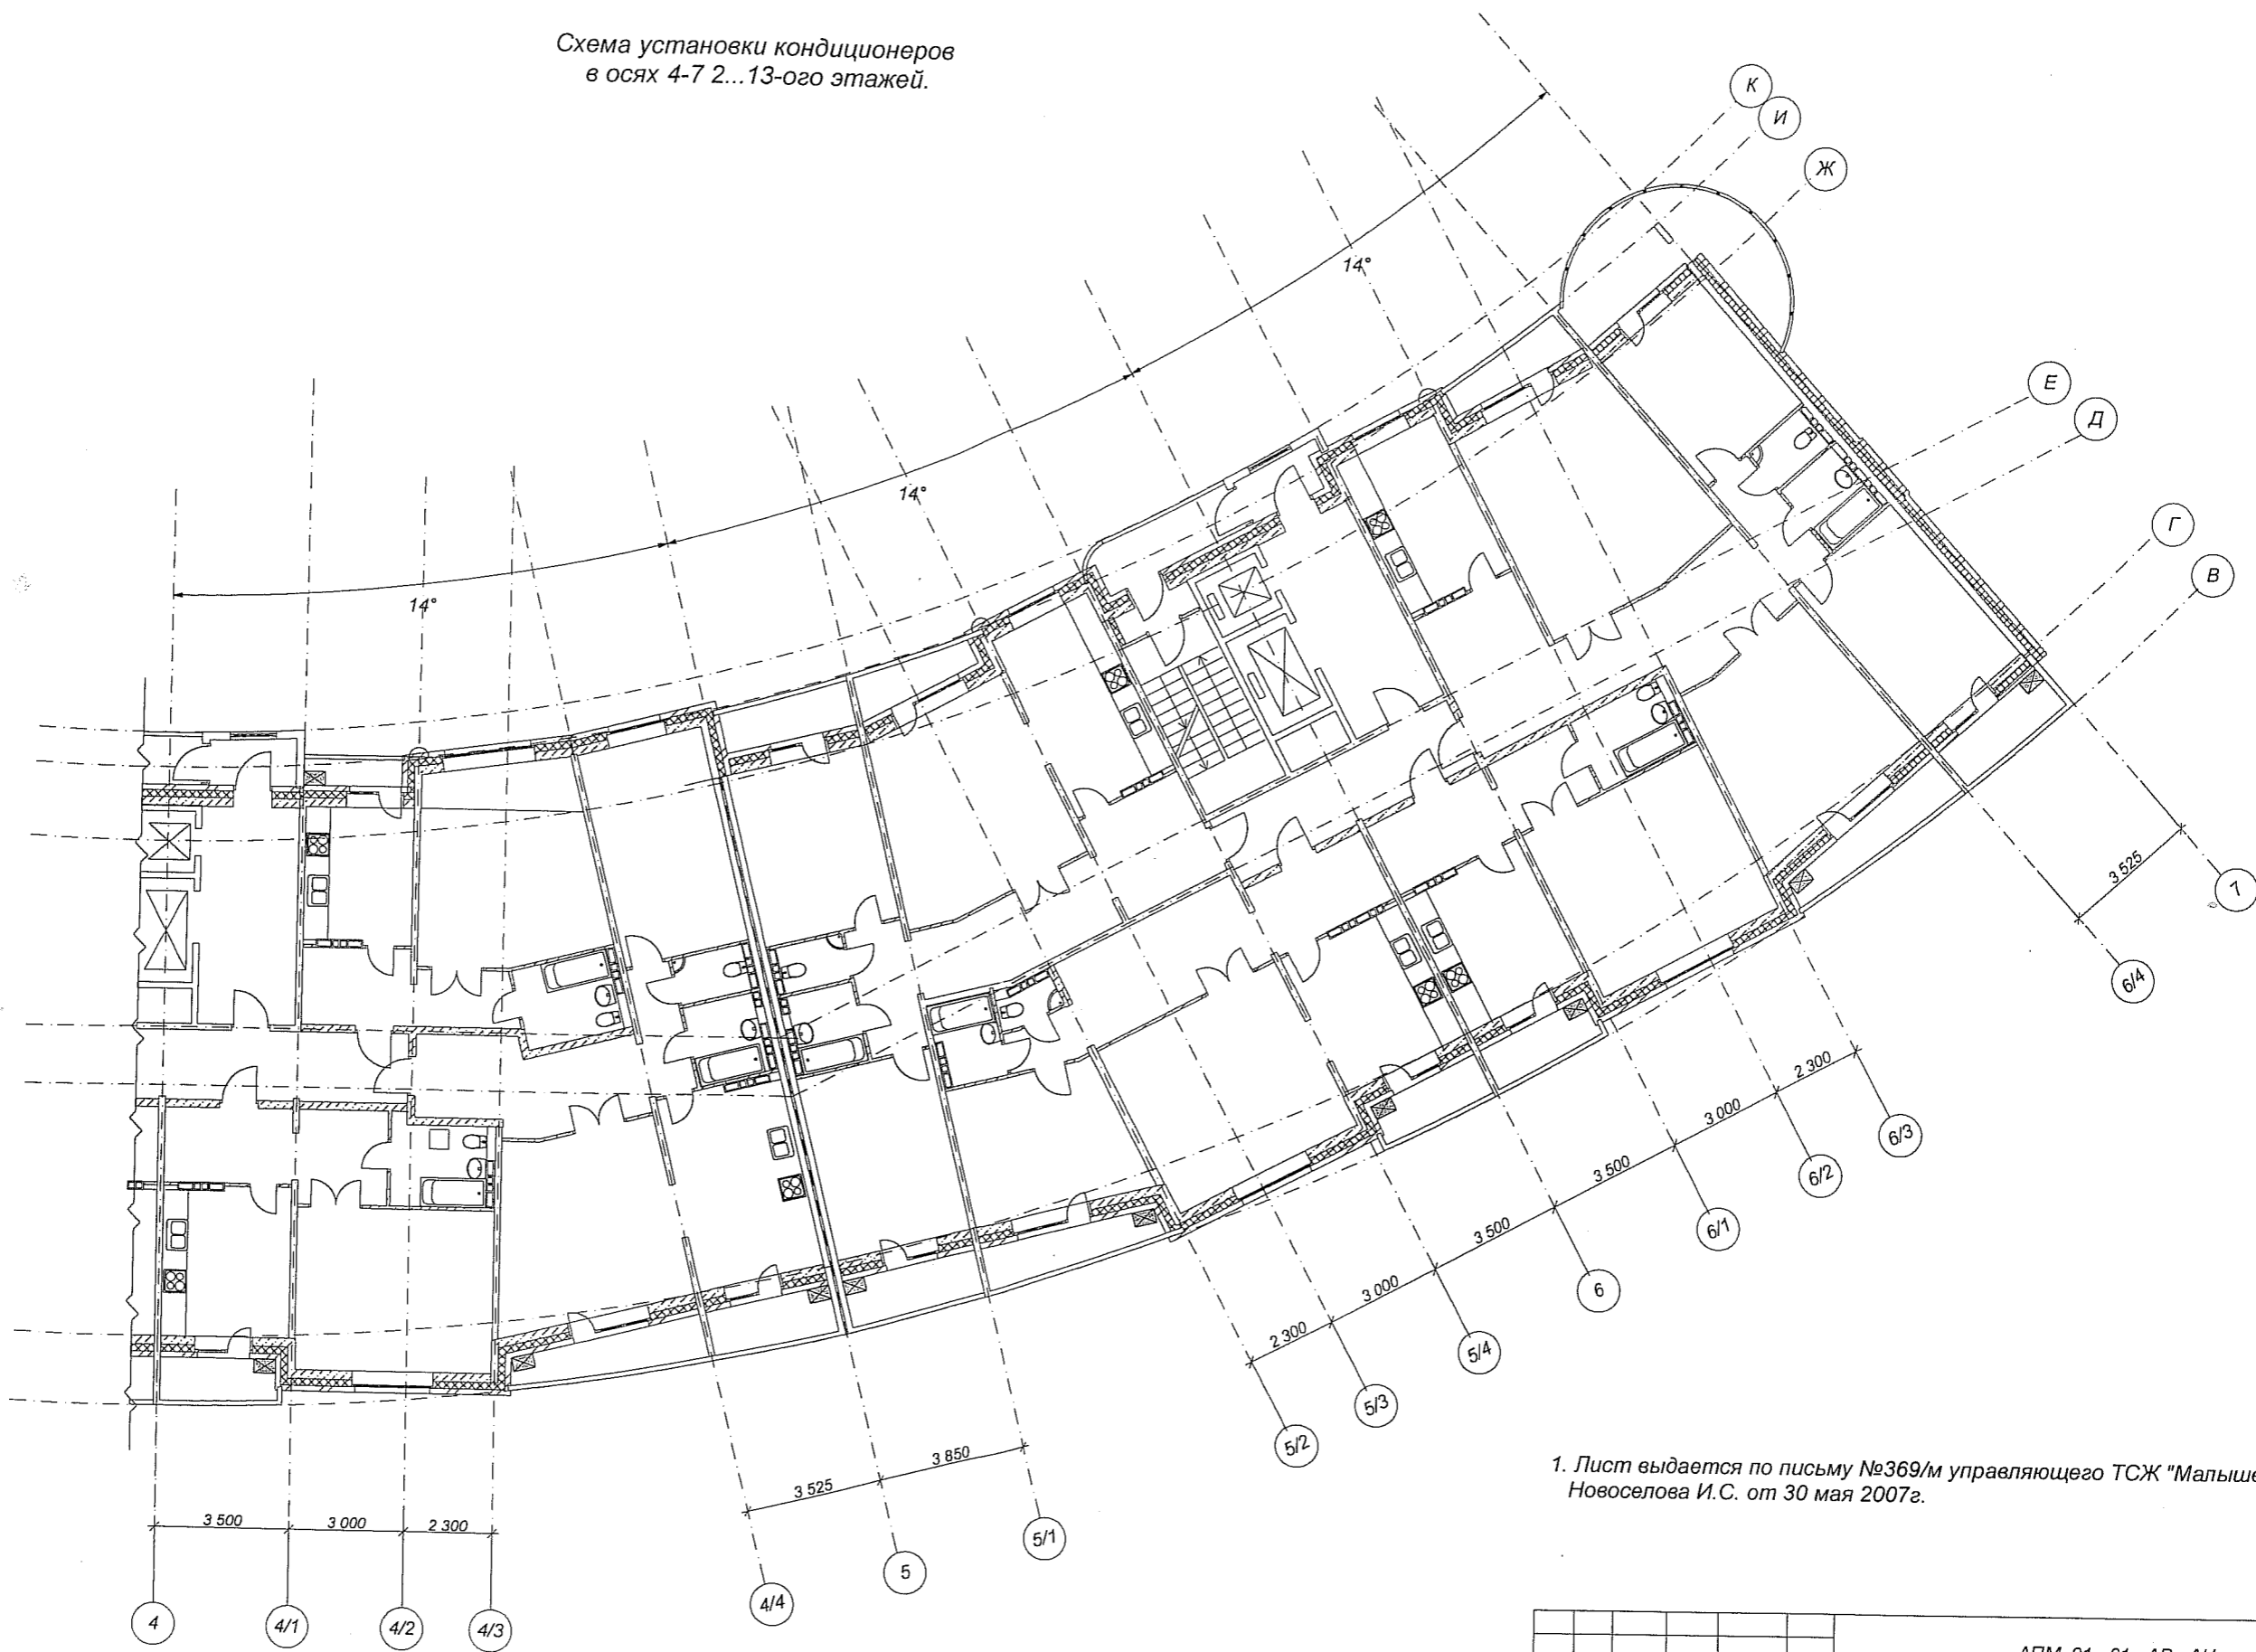 Схема установки кондиционеров
в осях 4-7 2...13-ого этажей.
К
И
Ж
14°
Е
Д
14°
Г
В
14°
3 525
7
6/4
2 300
3 000
6/3
3 500
6/2
3 500
6/1
3 000
6
2 300
5/4
5/3
5/2
3 850
3 525
5/1
5
4/4
3 500
3 000
2 300
4
4/1
4/2
4/3
1. Лист выдается по письму №369/м управляющего ТСЖ "Малыше
Новоселова И.С. от 30 мая 2007г.